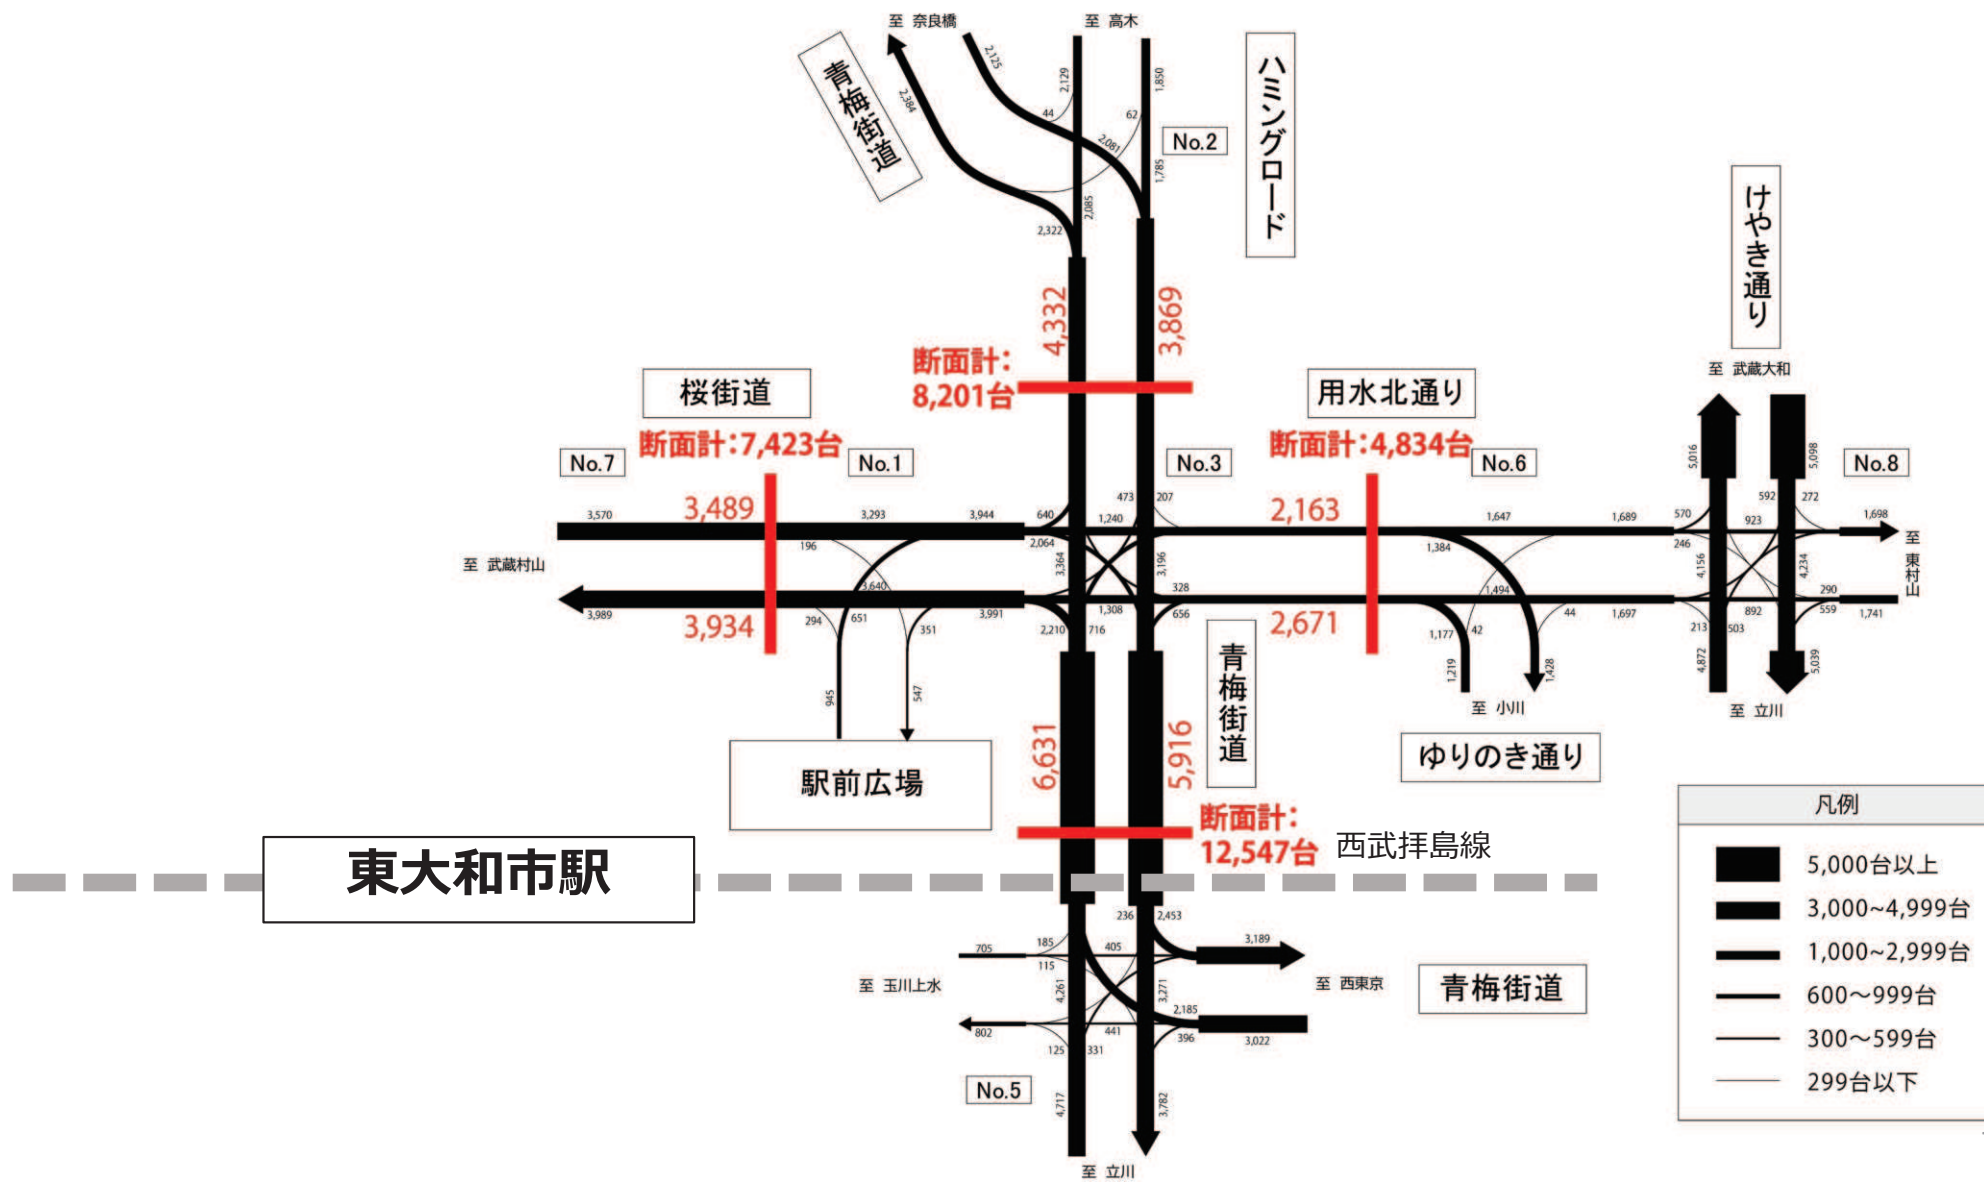 至 奈良橋
至 高木
青梅街道
2,125
2,384
2,129
1,850
44
62
2,081
No.2
1,785
ハミングロード
2,085
2,322
4,332
3,869
断面計：
8,201台
けやき通り
至 武蔵大和
桜街道
断面計：7,423台
用水北通り
断面計：4,834台
No.7
No.1
No.3
No.6
No.8
5,016
5,098
3,570
3,489
3,293
3,944
640
473
207
1,240
2,163
1,647
1,689
570
592
272
923
1,698
196
2,064
1,384
246
至 武蔵村山
3,364
3,196
4,156
4,234
至 東村山
3,640
328
1,494
290
3,989
3,934
294
651
351
3,991
1,308
656
2,671
44
1,697
892
559
1,741
2,210
716
1,177
42
213
503
945
547
1,219
1,428
4,872
5,039
至 小川
至 立川
青梅街道
6,631
5,916
駅前広場
ゆりのき通り
断面計：
12,547台
西武拝島線
東大和市駅
凡例
5,000台以上
3,000~4,999台
1,000~2,999台
600～999台
300～599台
299台以下
236
2,453
705
185
405
3,189
115
至 玉川上水
4,261
3,271
至 西東京
青梅街道
2,185
802
441
396
3,022
125
331
No.5
4,717
3,782
至 立川